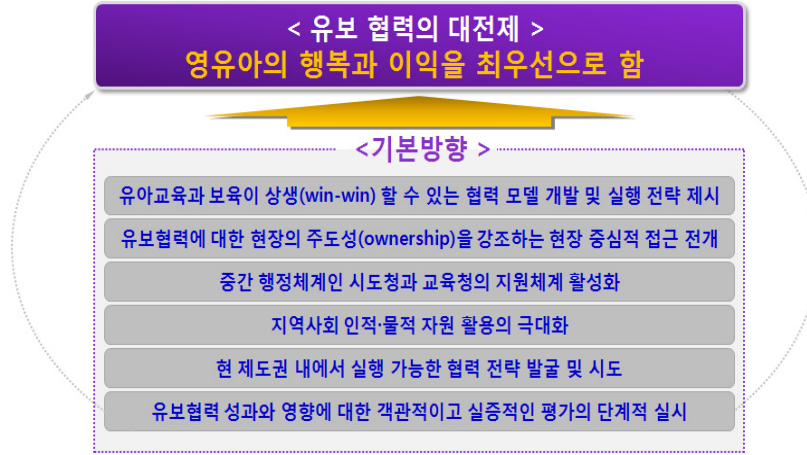 < 유보 협력의 대전제 >
영유아의 행복과 이익을 최우선으로 함
<기본방향 >
유아교육과 보육이 상생(win-win) 할 수 있는 협력 모델 개발 및 실행 전략 제시
유보협력에 대한 현장의 주도성(ownership)을 강조하는 현장 중심적 접근 전개
중간 행정체계인 시도청과 교육청의 지원체계 활성화
지역사회 인적·물적 자원 활용의 극대화
현 제도권 내에서 실행 가능한 협력 전략 발굴 및 시도
유보협력 성과와 영향에 대한 객관적이고 실증적인 평가의 단계적 실시